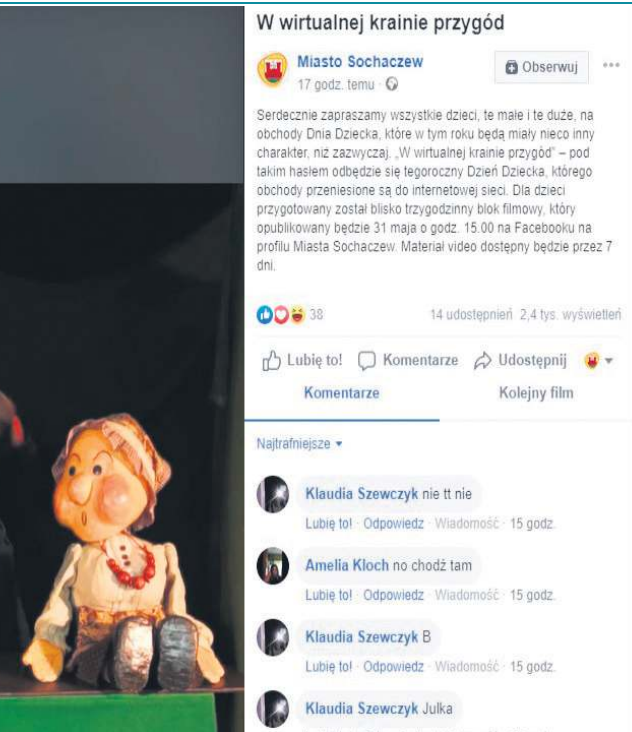 W wirtualnej krainie przygód
Miasto Sochaczew
Obserwuj
17 godz. temu
Serdecznie zapraszamy wszystkie dzieci, te małe i te duże, na
obchody Dnia Dziecka, które w tym roku będą miały nieco inny
charakter, niż zazwyczaj. „W wirtualnej krainie przygód” – pod
takim hasłem odbędzie się tegoroczny Dzień Dziecka, którego
obchody przeniesione są do internetowej sieci. Dla dzieci
przygotowany został blisko trzygodzinny blok filmowy, który
opublikowany będzie 31 maja o godz. 15.00 na Facebooku na
profilu Miasta Sochaczew. Materiał video dostępny będzie przez 7
dni.
38 14 udostępnień 2,4 tys. wyświetleń
Lubię to! Komentarze Udostępnij
Komentarze Kolejny film
Najtrafniejsze
Klaudia Szewczyk nie tt nie
Lubię to! · Odpowiedz · Wiadomość · 15 godz.
Amelia Kloch no chodź tam
Lubię to! · Odpowiedz · Wiadomość · 15 godz.
Klaudia Szewczyk B
Lubię to! · Odpowiedz · Wiadomość · 15 godz.
Klaudia Szewczyk Julka